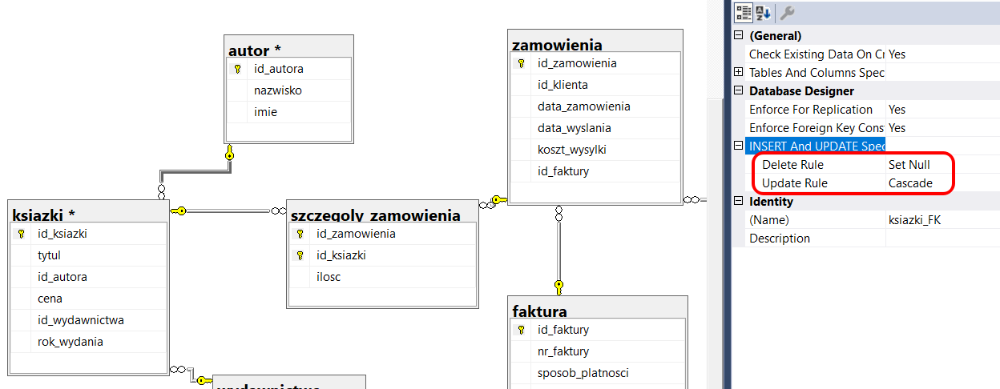 autor *
id_autora
nazwisko
imie
zamowienia
id_zamowienia
id_klienta
data_zamowienia
data_wyslania
koszt_wysylki
id_faktury
ksiazki *
id_ksiazki
tytul
id_autora
cena
id_wydawnictwa
rok_wydania
szczegoly_zamowienia
id_zamowienia
id_ksiazki
ilosc
faktura
id_faktury
nr_faktury
sposob_platnosci
wydawnictwo
(General)
Check Existing Data On Cr Yes
Tables And Columns Spec
Database Designer
Enforce For Replication Yes
Enforce Foreign Key Cons Yes
INSERT And UPDATE Spec
Delete Rule Set Null
Update Rule Cascade
Identity
(Name) ksiazki_FK
Description